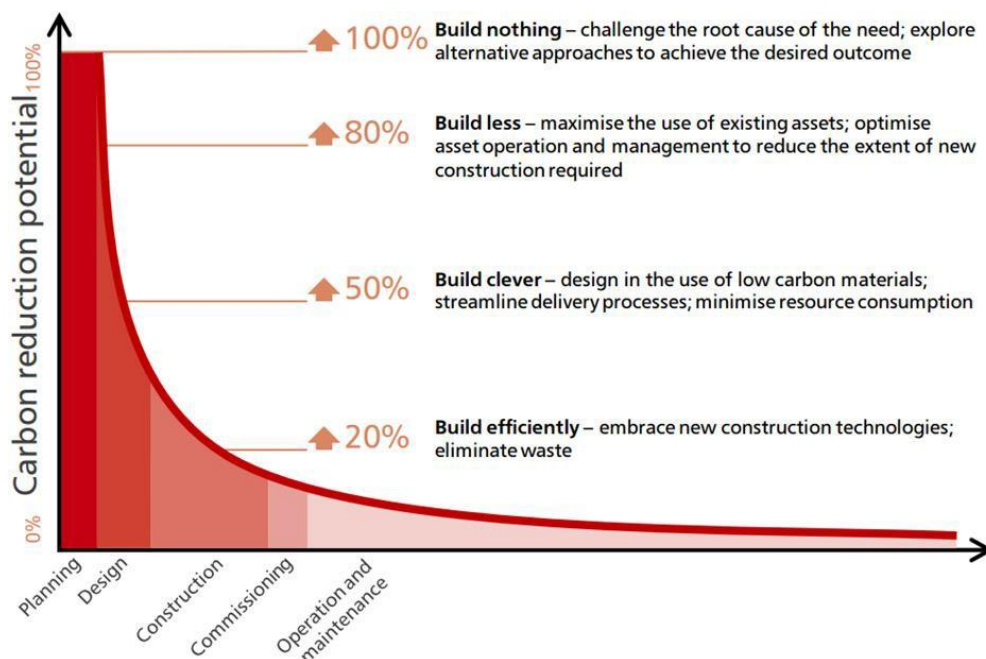 100%
Build nothing – challenge the root cause of the need; explore
alternative approaches to achieve the desired outcome
80%
Build less – maximise the use of existing assets; optimise
asset operation and management to reduce the extent of new
construction required
50%
Build clever – design in the use of low carbon materials;
streamline delivery processes; minimise resource consumption
20%
Build efficiently – embrace new construction technologies;
eliminate waste
Carbon reduction potential
100%
0%
Planning
Design
Construction
Commissioning
Operation and
maintenance